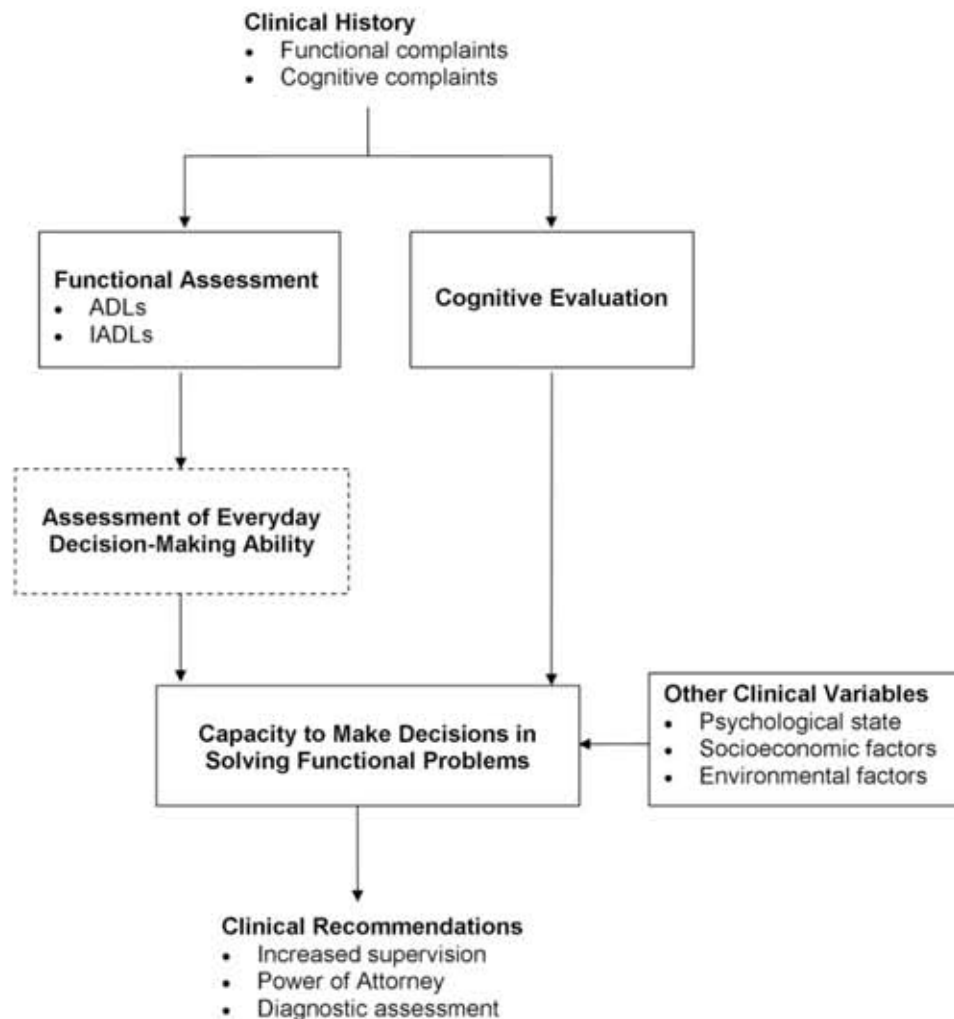 Clinical History
• Functional complaints
• Cognitive complaints
Functional Assessment
• ADLs
• IADLs
Cognitive Evaluation
Assessment of Everyday
Decision-Making Ability
Capacity to Make Decisions in
Solving Functional Problems
Other Clinical Variables
• Psychological state
• Socioeconomic factors
• Environmental factors
Clinical Recommendations
• Increased supervision
• Power of Attorney
• Diagnostic assessment